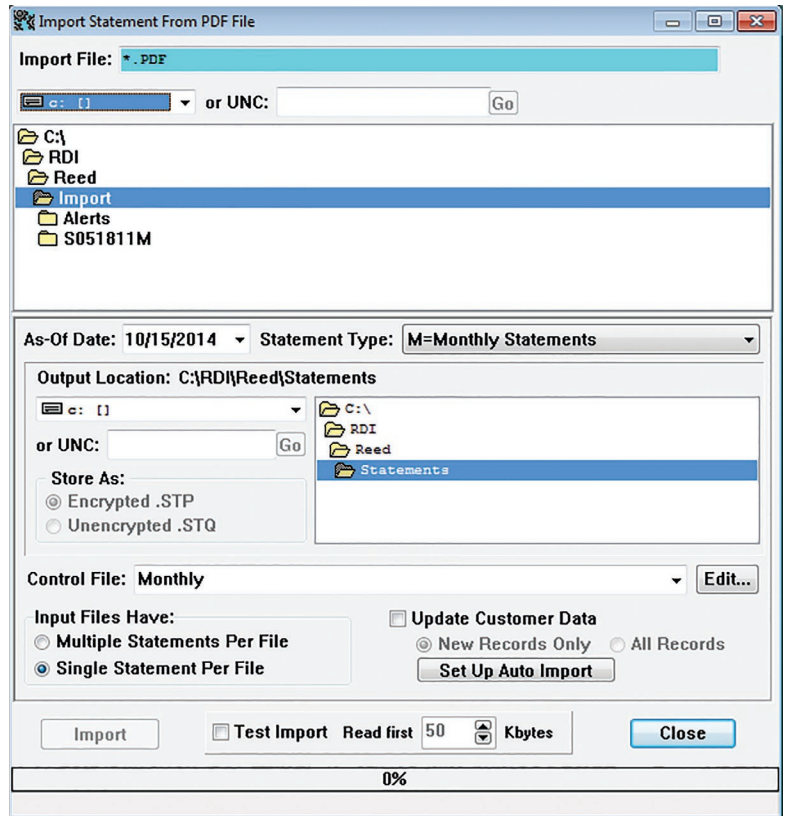 Import Statement From PDF File
Import File: *.PDF
c: [] or UNC: Go
C:\
RDI
Reed
Import
Alerts
S051811M
As-Of Date: 10/15/2014 Statement Type: M=Monthly Statements
Output Location: C:\RDI\Reed\Statements
c: []
or UNC: Go
Store As:
Encrypted .STP
Unencrypted .STQ
C:\
RDI
Reed
Statements
Control File: Monthly Edit...
Input Files Have:
Multiple Statements Per File
Single Statement Per File
Update Customer Data
New Records Only All Records
Set Up Auto Import
Import Test Import Read first 50 Kbytes Close
0%